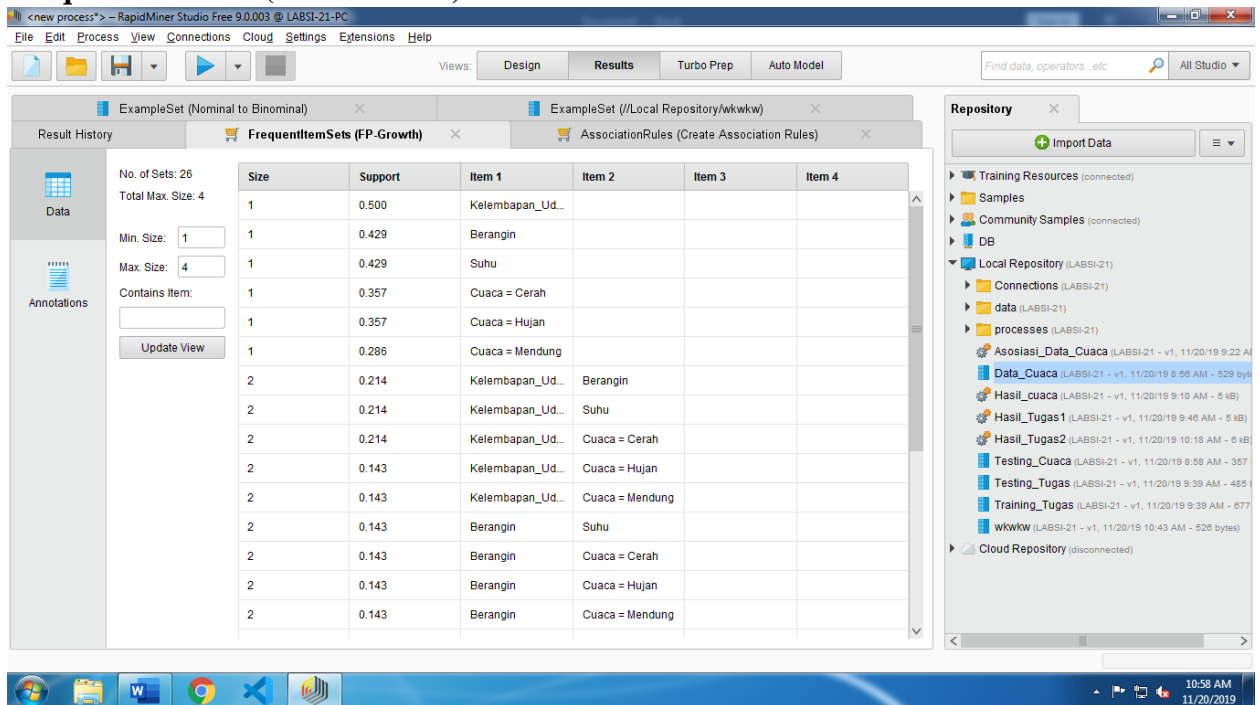 <new process*> – RapidMiner Studio Free 9.0.003 @ LABSI-21-PC
File Edit Process View Connections Cloud Settings Extensions Help
Views: Design Results Turbo Prep Auto Model
Find data, operators...etc
All Studio
ExampleSet (Nominal to Binominal)
ExampleSet (//Local Repository/wkwkw)
Result History
FrequentItemSets (FP-Growth)
AssociationRules (Create Association Rules)
Data
Annotations
No. of Sets: 26
Total Max. Size: 4
Min. Size: 1
Max. Size: 4
Contains Item:
Update View
Size Support Item 1 Item 2 Item 3 Item 4
1 0.500 Kelembapan_Ud...
1 0.429 Berangin
1 0.429 Suhu
1 0.357 Cuaca = Cerah
1 0.357 Cuaca = Hujan
1 0.286 Cuaca = Mendung
2 0.214 Kelembapan_Ud... Berangin
2 0.214 Kelembapan_Ud... Suhu
2 0.214 Kelembapan_Ud... Cuaca = Cerah
2 0.143 Kelembapan_Ud... Cuaca = Hujan
2 0.143 Kelembapan_Ud... Cuaca = Mendung
2 0.143 Berangin Suhu
2 0.143 Berangin Cuaca = Cerah
2 0.143 Berangin Cuaca = Hujan
2 0.143 Berangin Cuaca = Mendung
Repository
Import Data
Training Resources (connected)
Samples
Community Samples (connected)
DB
Local Repository (LABSI-21)
Connections (LABSI-21)
data (LABSI-21)
processes (LABSI-21)
Asosiasi_Data_Cuaca (LABSI-21 - v1, 11/20/19 9:22 A
Data_Cuaca (LABSI-21 - v1, 11/20/19 8:56 AM - 529 byt
Hasil_cuaca (LABSI-21 - v1, 11/20/19 9:10 AM - 5 kB)
Hasil_Tugas1 (LABSI-21 - v1, 11/20/19 9:46 AM - 5 kB)
Hasil_Tugas2 (LABSI-21 - v1, 11/20/19 10:18 AM - 6 kB)
Testing_Cuaca (LABSI-21 - v1, 11/20/19 8:58 AM - 357
Testing_Tugas (LABSI-21 - v1, 11/20/19 9:39 AM - 485
Training_Tugas (LABSI-21 - v1, 11/20/19 9:39 AM - 677
wkwkw (LABSI-21 - v1, 11/20/19 10:43 AM - 526 bytes)
Cloud Repository (disconnected)
10:58 AM
11/20/2019